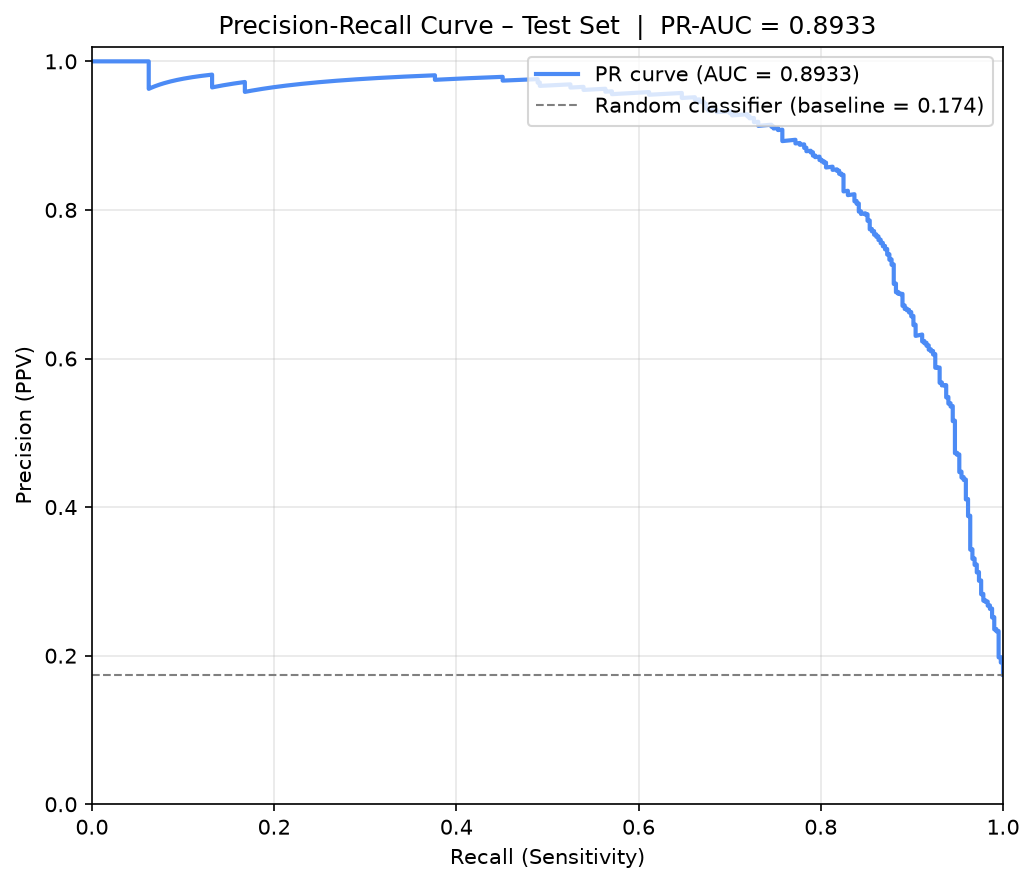 Precision-Recall Curve – Test Set | PR-AUC = 0.8933
PR curve (AUC = 0.8933)
Random classifier (baseline = 0.174)
Precision (PPV)
1.0
0.8
0.6
0.4
0.2
0.0
0.0 0.2 0.4 0.6 0.8 1.0
Recall (Sensitivity)